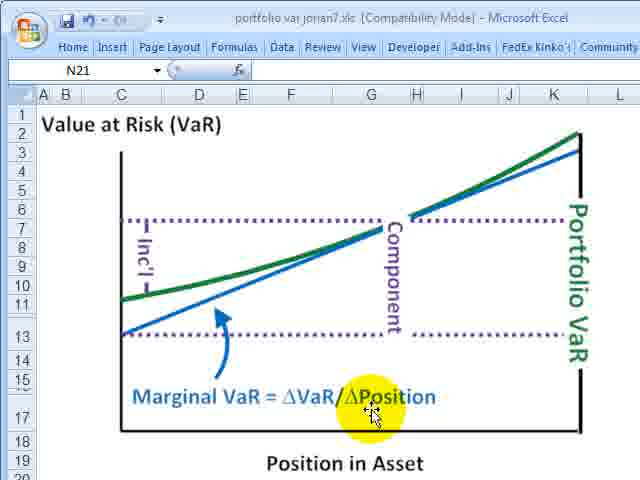 portfolio var jorian7.xls [Compatibility Mode] - Microsoft Excel
Home Insert Page Layout Formulas Data Review View Developer Add-Ins FedEx Kinko's Community
N21 fx
A B C D E F G H I J K L
1
Value at Risk (VaR)
2
3
4
5
6
7
8
9
10
11
13
14
15
17
18
19
20
Inc'l
Component
Portfolio VaR
Marginal VaR = ΔVaR/ΔPosition
Position in Asset